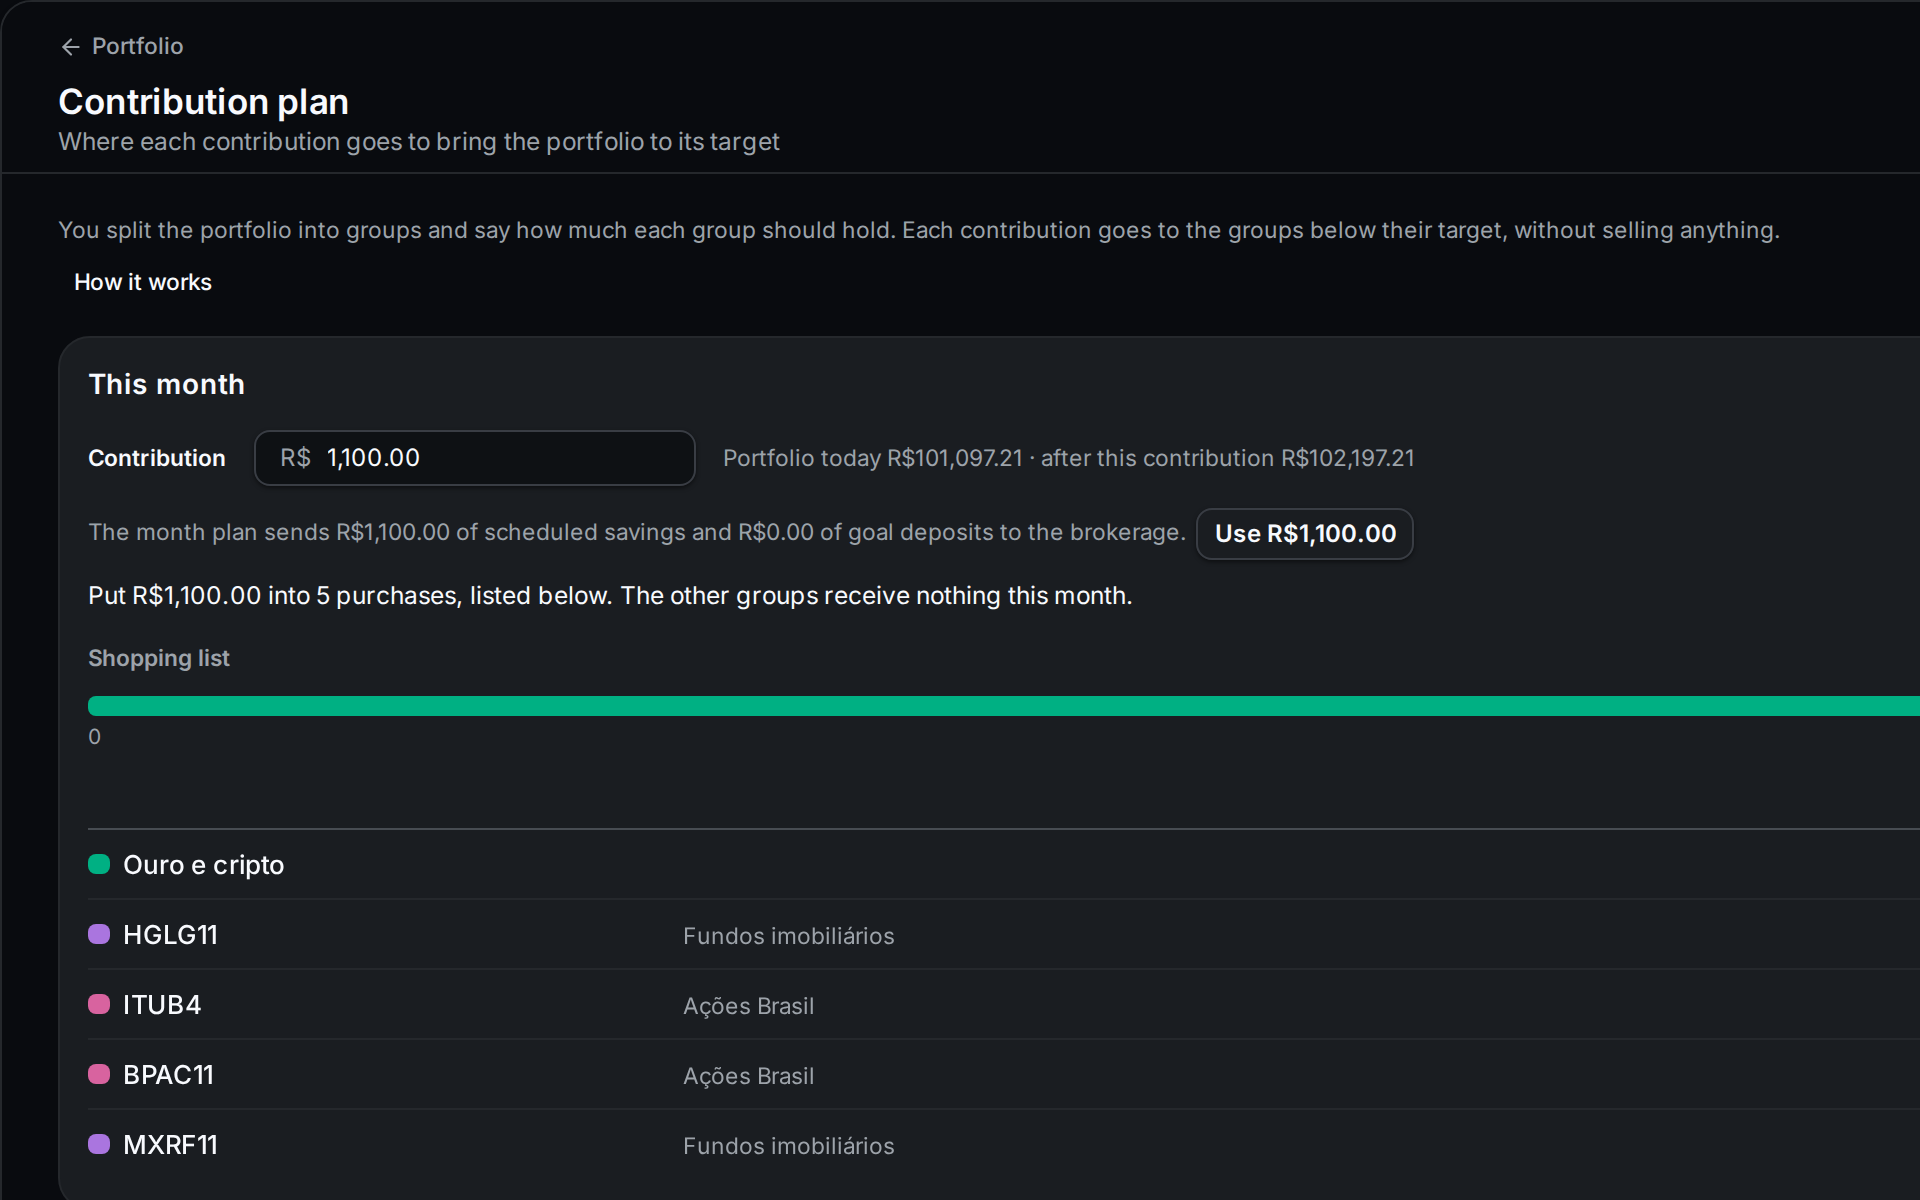 Portfolio
Contribution plan
Where each contribution goes to bring the portfolio to its target
You split the portfolio into groups and say how much each group should hold. Each contribution goes to the groups below their target, without selling anything.
How it works
This month
Contribution R$ 1,100.00 Portfolio today R$101,097.21 · after this contribution R$102,197.21
The month plan sends R$1,100.00 of scheduled savings and R$0.00 of goal deposits to the brokerage. Use R$1,100.00
Put R$1,100.00 into 5 purchases, listed below. The other groups receive nothing this month.
Shopping list
0
Ouro e cripto
HGLG11 Fundos imobiliários
ITUB4 Ações Brasil
BPAC11 Ações Brasil
MXRF11 Fundos imobiliários